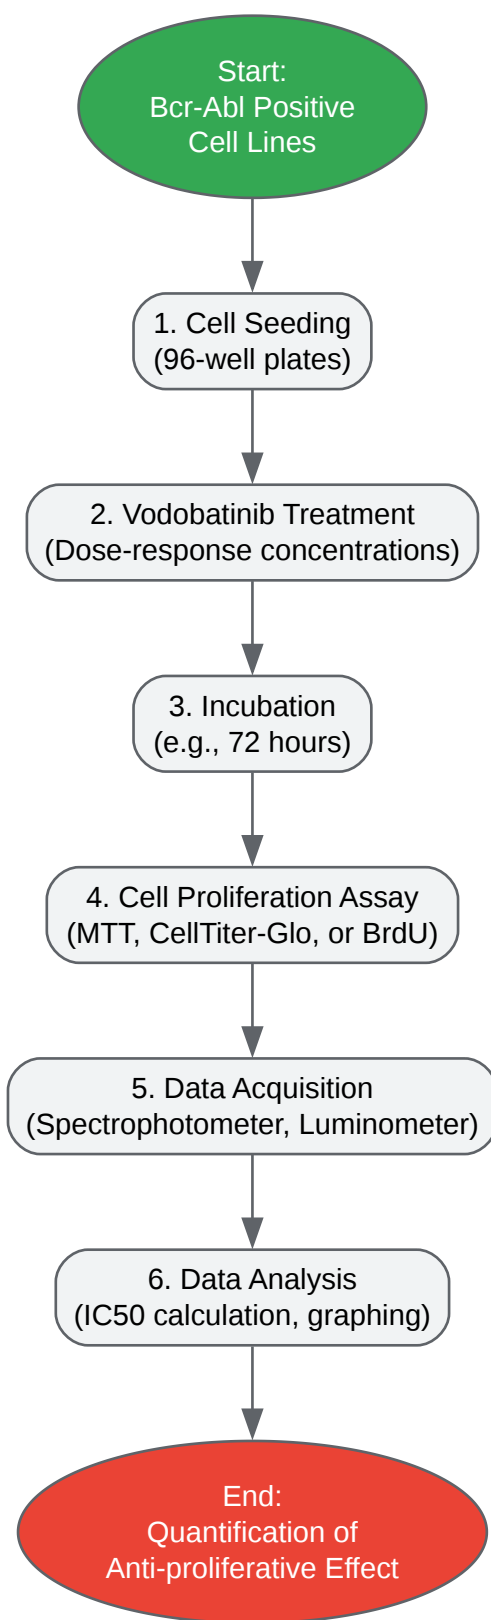 Start:
Bcr-Abl Positive
Cell Lines
1. Cell Seeding
(96-well plates)
2. Vodobatinib Treatment
(Dose-response concentrations)
3. Incubation
(e.g., 72 hours)
4. Cell Proliferation Assay
(MTT, CellTiter-Glo, or BrdU)
5. Data Acquisition
(Spectrophotometer, Luminometer)
6. Data Analysis
(IC50 calculation, graphing)
End:
Quantification of
Anti-proliferative Effect